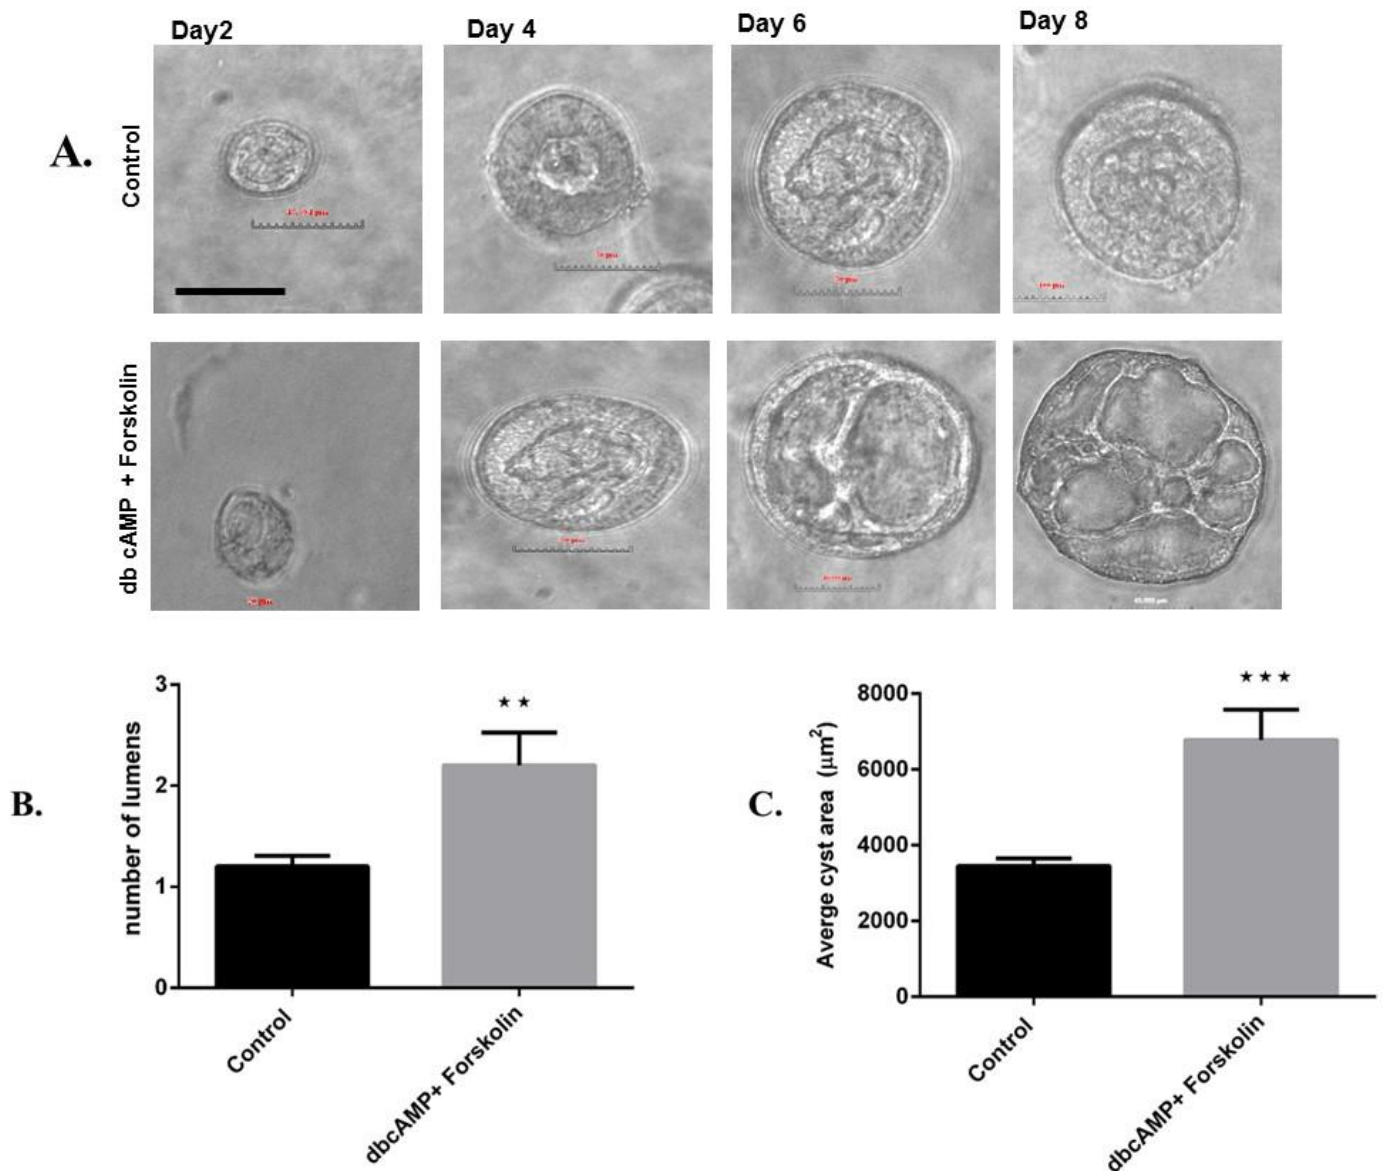 Day2
Day 4
Day 6
Day 8
A.
Control
db cAMP + Forskolin
B.
number of lumens
3
2
1
0
★★
Control
dbcAMP+ Forskolin
C.
Averge cyst area (μm²)
8000
6000
4000
2000
0
★★★
Control
dbcAMP+ Forskolin